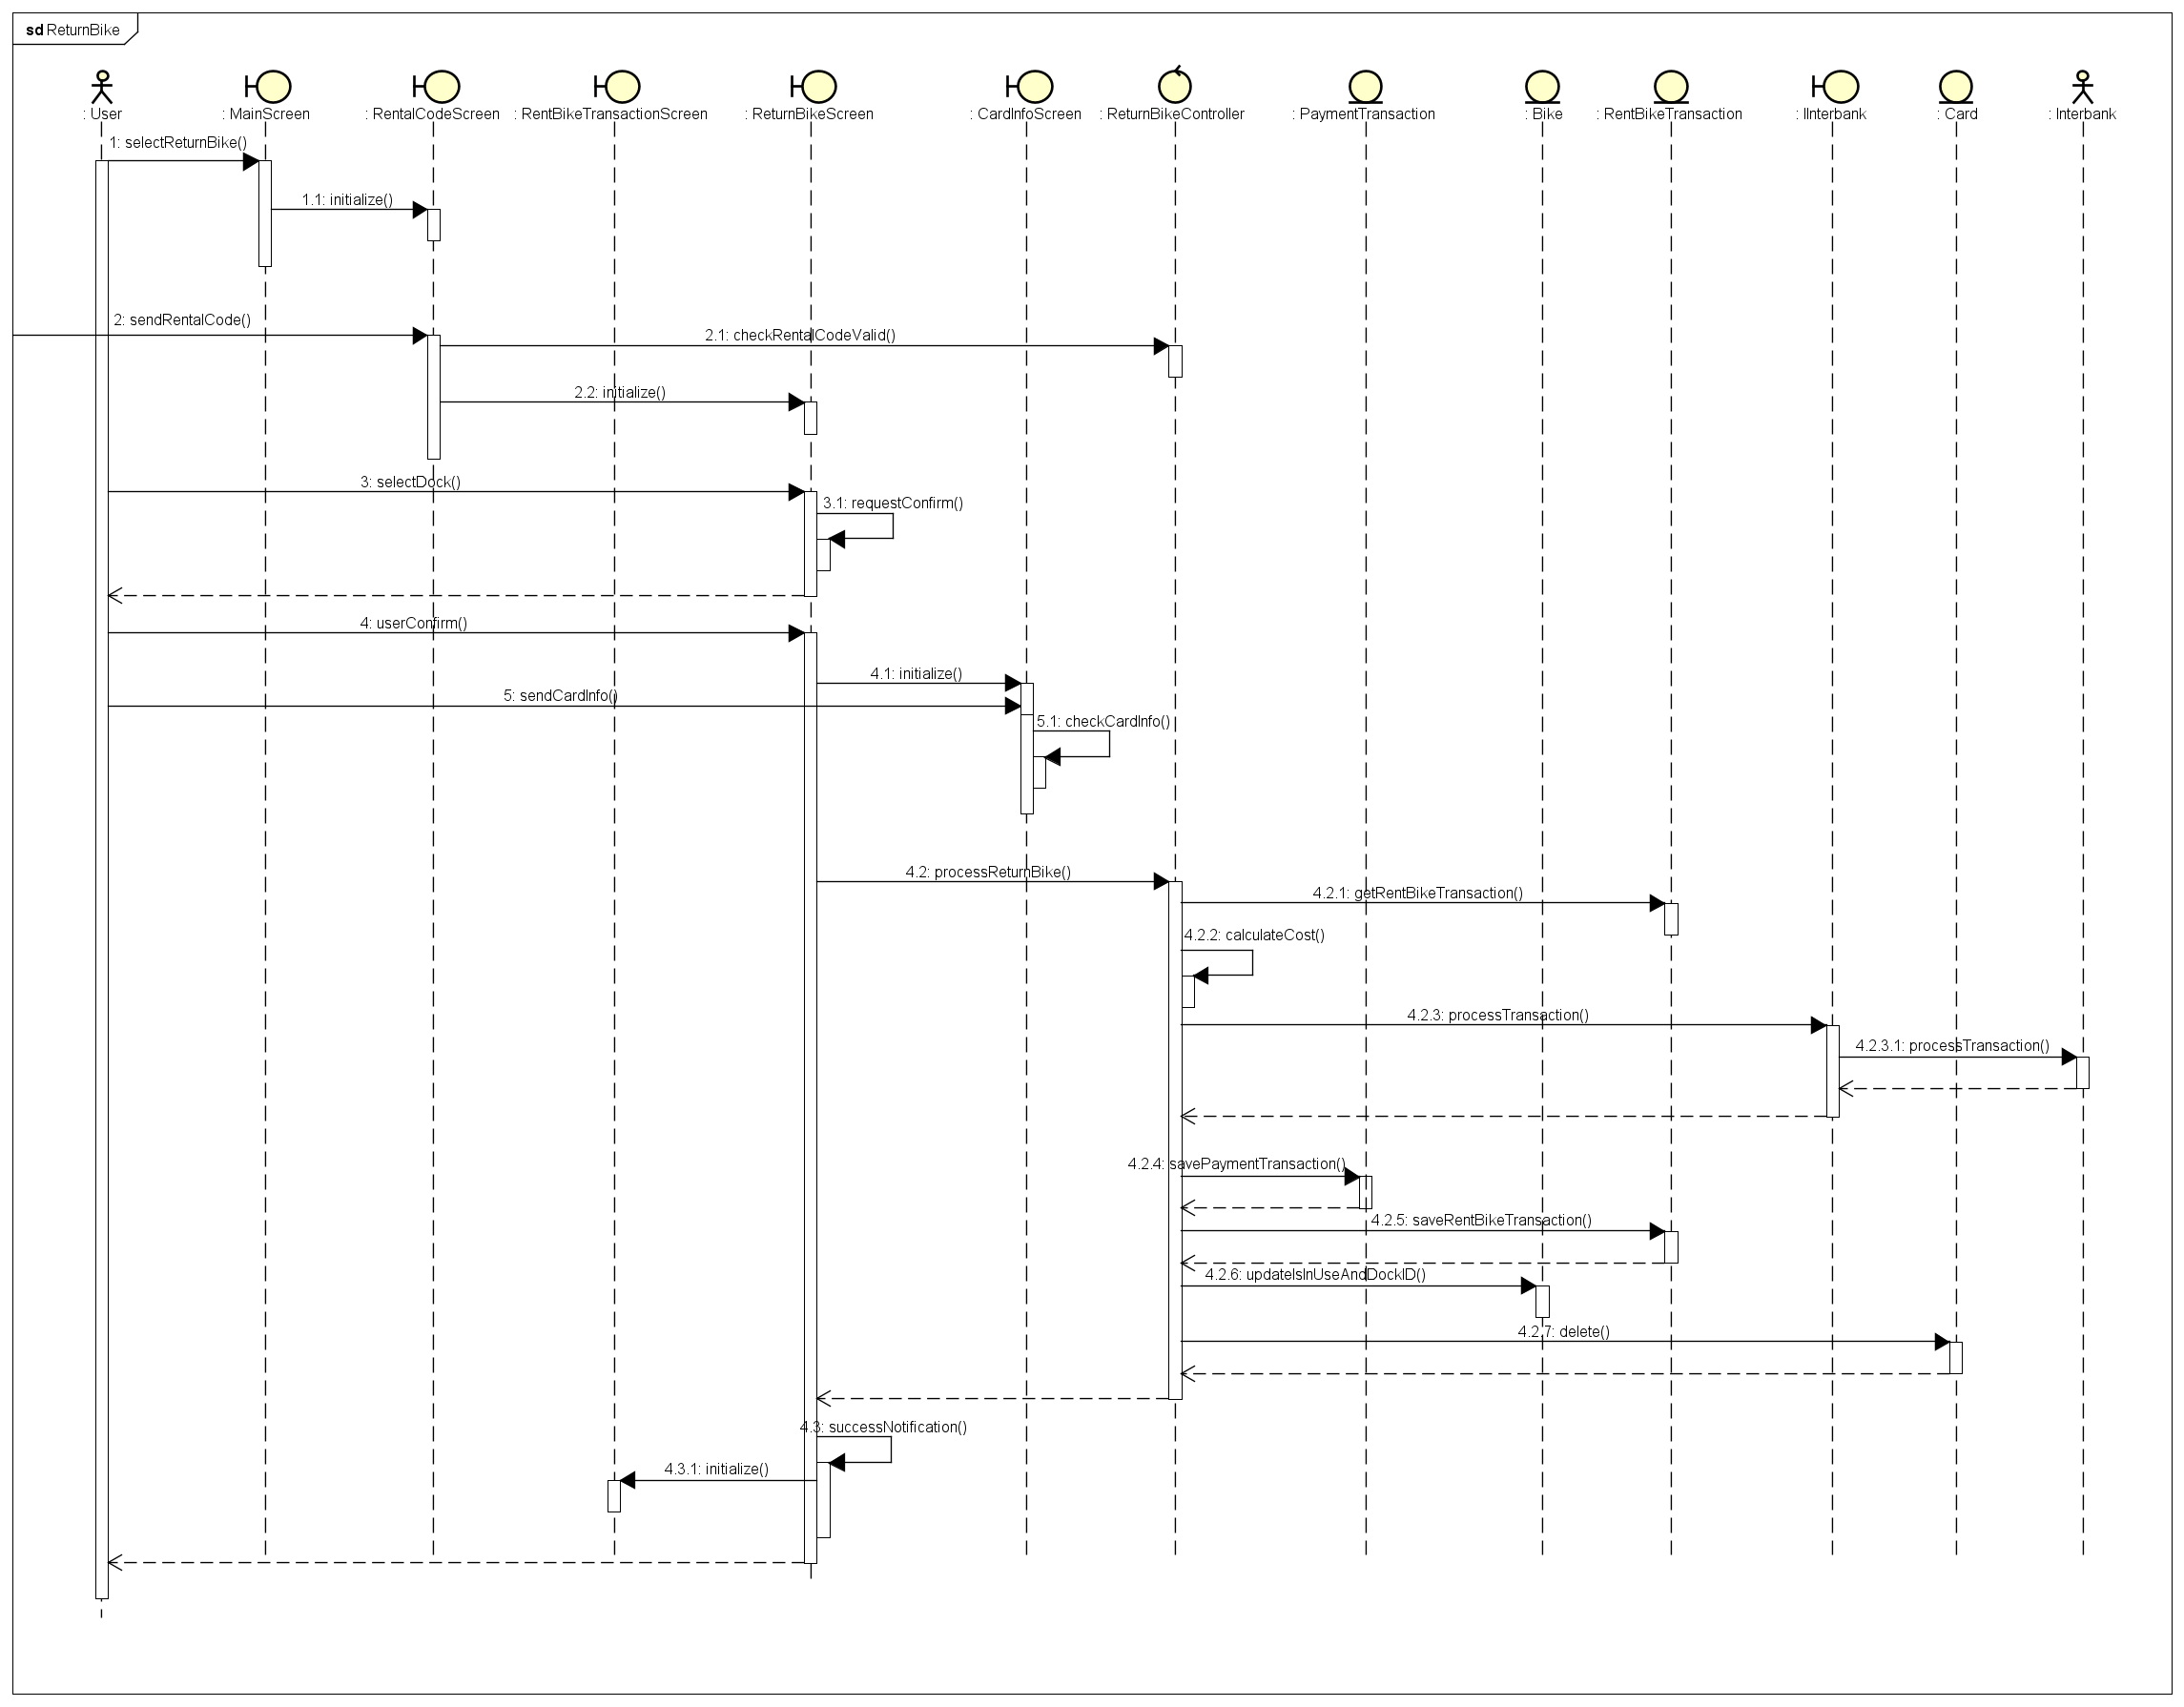 sd ReturnBike
: User
: MainScreen
: RentalCodeScreen
: RentBikeTransactionScreen
: ReturnBikeScreen
: CardInfoScreen
: ReturnBikeController
: PaymentTransaction
: Bike
: RentBikeTransaction
: IInterbank
: Card
: Interbank
1: selectReturnBike()
1.1: initialize()
2: sendRentalCode()
2.1: checkRentalCodeValid()
2.2: initialize()
3: selectDock()
3.1: requestConfirm()
4: userConfirm()
4.1: initialize()
5: sendCardInfo()
5.1: checkCardInfo()
4.2: processReturnBike()
4.2.1: getRentBikeTransaction()
4.2.2: calculateCost()
4.2.3: processTransaction()
4.2.3.1: processTransaction()
4.2.4: savePaymentTransaction()
4.2.5: saveRentBikeTransaction()
4.2.6: updateIsInUseAndDockID()
4.2.7: delete()
4.3: successNotification()
4.3.1: initialize()